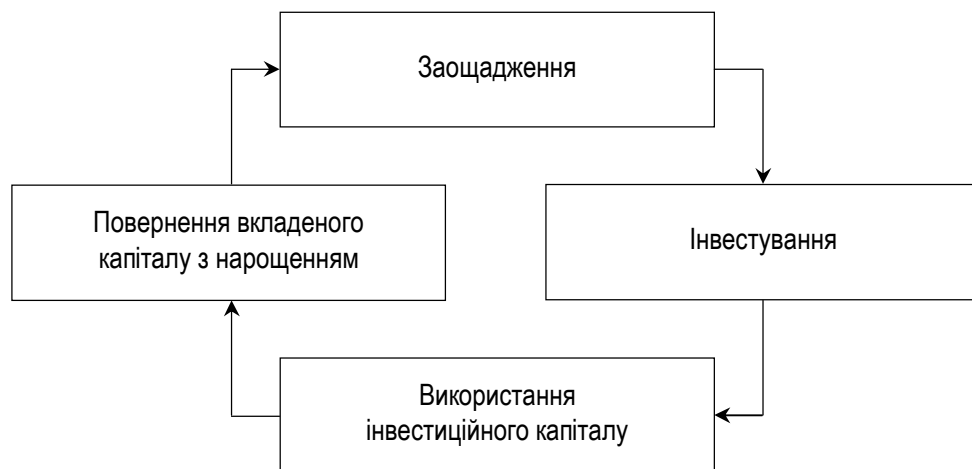 Заощадження
Інвестування
Використання
інвестиційного капіталу
Повернення вкладеного
капіталу з нарощенням